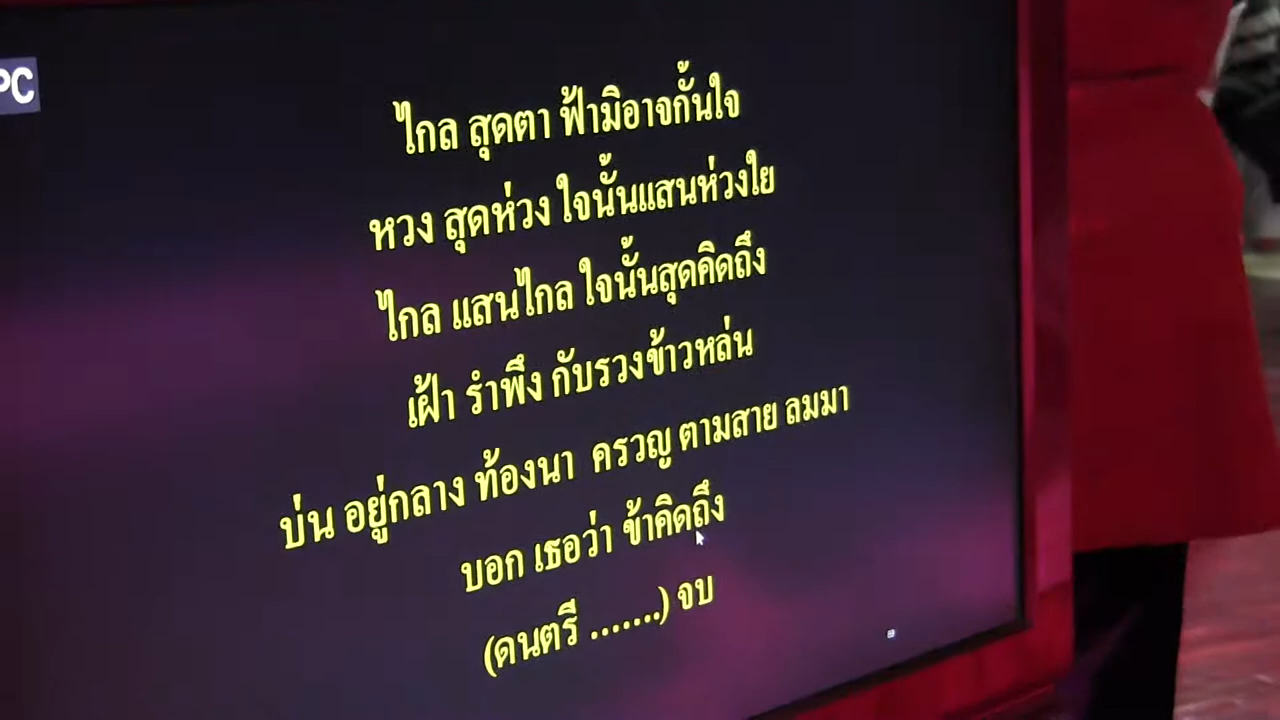 PC
ไกล สุดตา ฟ้ามิอาจกั้นใจ
หวง สุดห่วง ใจนั้นแสนห่วงใย
ไกล แสนไกล ใจนั้นสุดคิดถึง
เฝ้า รำพึง กับรวงข้าวหล่น
บ่น อยู่กลาง ท้องนา ครวญ ตามสาย ลมมา
บอก เธอว่า ข้าคิดถึง
(ดนตรี .......) จบ